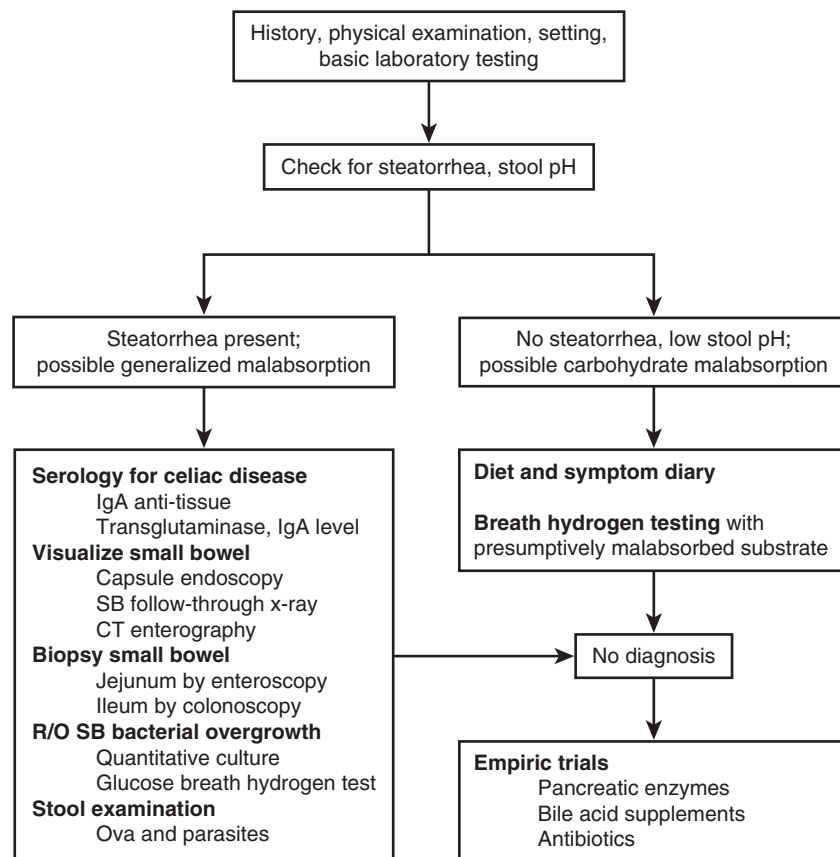 History, physical examination, setting,
basic laboratory testing
Check for steatorrhea, stool pH
Steatorrhea present;
possible generalized malabsorption
No steatorrhea, low stool pH;
possible carbohydrate malabsorption
Serology for celiac disease
IgA anti-tissue
Transglutaminase, IgA level
Visualize small bowel
Capsule endoscopy
SB follow-through x-ray
CT enterography
Biopsy small bowel
Jejunum by enteroscopy
Ileum by colonoscopy
R/O SB bacterial overgrowth
Quantitative culture
Glucose breath hydrogen test
Stool examination
Ova and parasites
Diet and symptom diary
Breath hydrogen testing with
presumptively malabsorbed substrate
No diagnosis
Empiric trials
Pancreatic enzymes
Bile acid supplements
Antibiotics